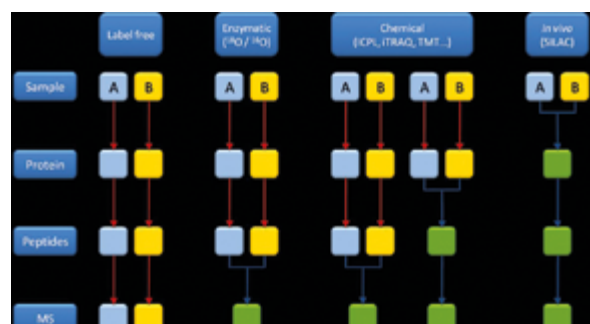 Label free
Enzymatic
(¹⁸O / ¹⁶O)
Chemical
(ICPL, iTRAQ, TMT...)
In vivo
(SILAC)
Sample
A B A B A B A B A B
Protein
Peptides
MS